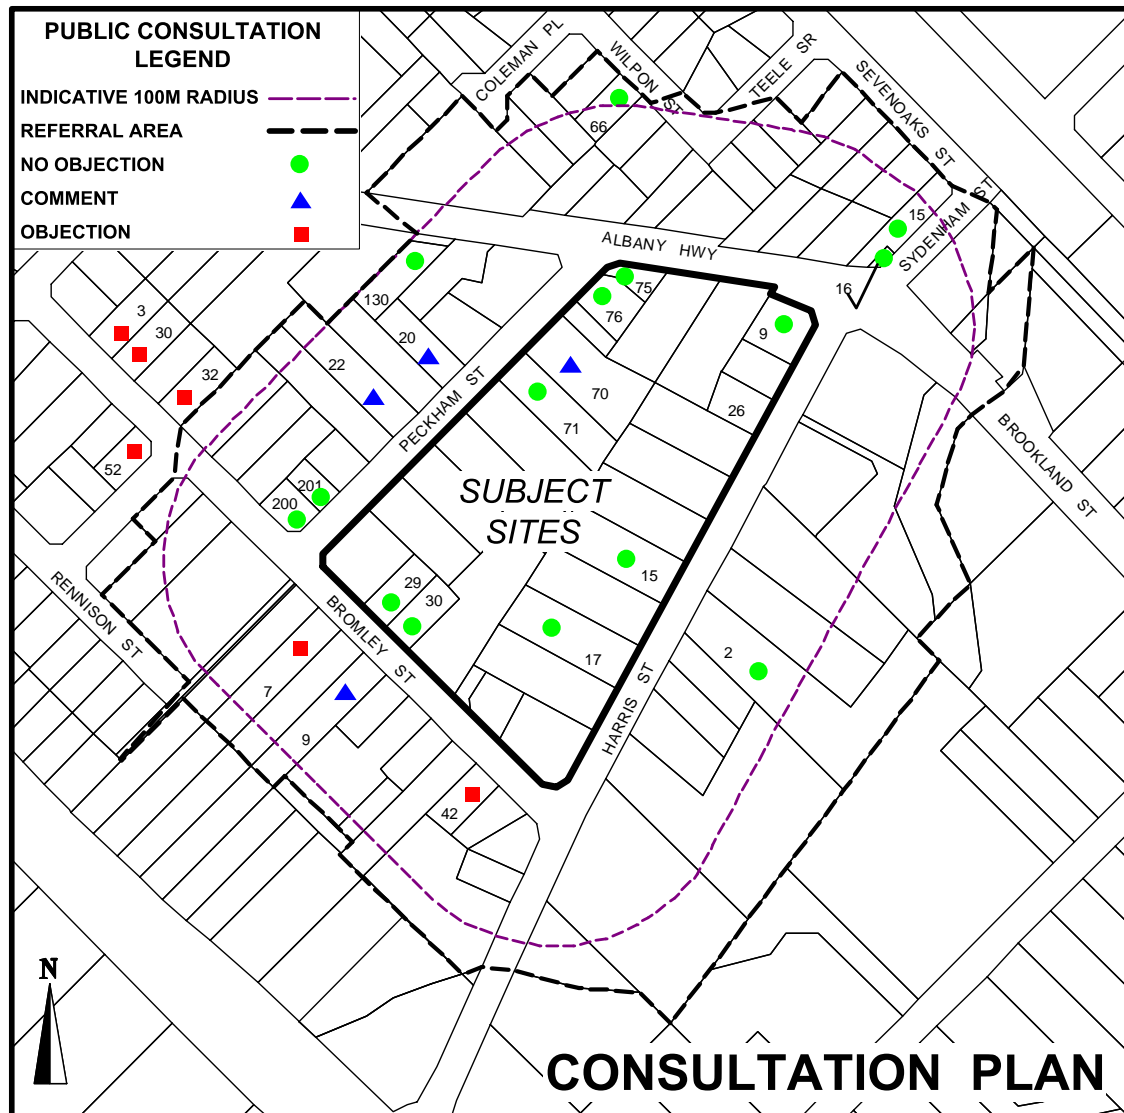 PUBLIC CONSULTATION
LEGEND
INDICATIVE 100M RADIUS
REFERRAL AREA
NO OBJECTION
COMMENT
OBJECTION
COLEMAN PL
WILPON ST
TEELE SR
SEVENOAKS ST
SYDENHAM ST
ALBANY HWY
PECKHAM ST
BROOKLAND ST
RENNISON ST
BROMLEY ST
HARRIS ST
66
15
16
130
75
76
9
3
30
32
20
22
70
71
26
52
201
200
SUBJECT
SITES
29
30
15
17
2
7
9
42
N
CONSULTATION PLAN